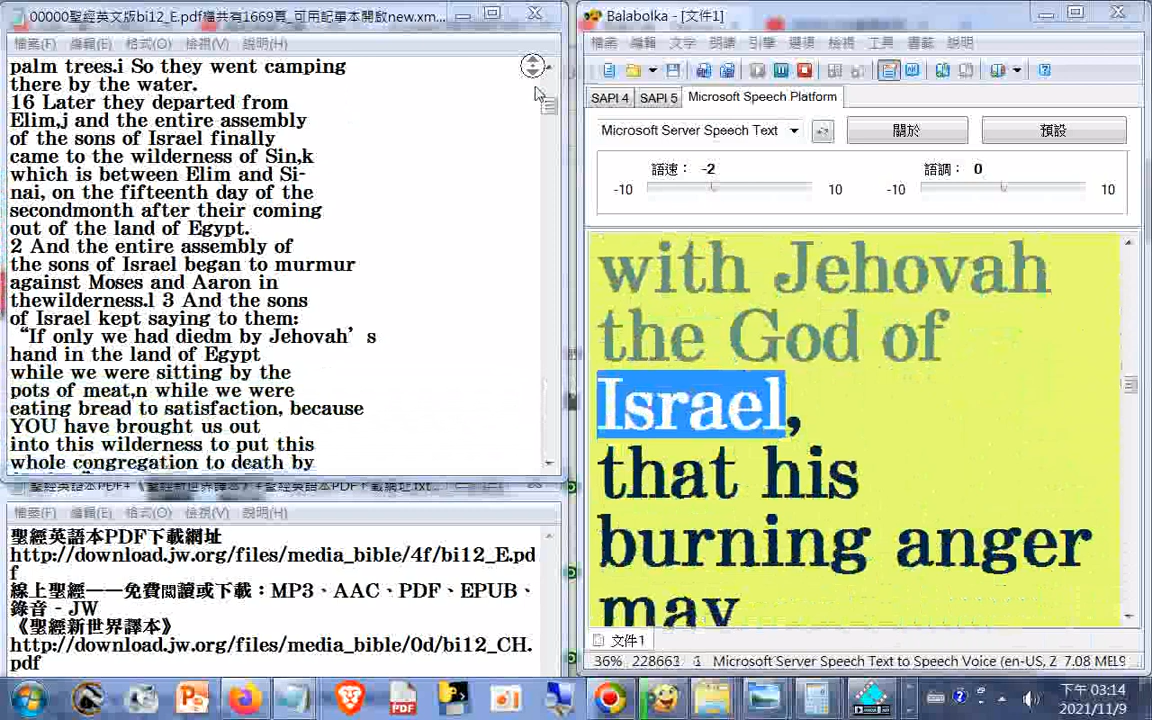 00000聖經英文版bi12_E.pdf檔共有1669頁_可用記事本開啟new.xm...
檔案(F) 編輯(E) 格式(O) 檢視(V) 說明(H)
palm trees.i So they went camping
there by the water.
16 Later they departed from
Elim,j and the entire assembly
of the sons of Israel finally
came to the wilderness of Sin,k
which is between Elim and Si-
nai, on the fifteenth day of the
secondmonth after their coming
out of the land of Egypt.
2 And the entire assembly of
the sons of Israel began to murmur
against Moses and Aaron in
thewilderness.l 3 And the sons
of Israel kept saying to them:
“If only we had diedm by Jehovah’s
hand in the land of Egypt
while we were sitting by the
pots of meat,n while we were
eating bread to satisfaction, because
YOU have brought us out
into this wilderness to put this
whole congregation to death by
檔案(F) 編輯(E) 格式(O) 檢視(V) 說明(H)
聖經英語本PDF下載網址
http://download.jw.org/files/media_bible/4f/bi12_E.pd
f
線上聖經——免費閱讀或下載：MP3、AAC、PDF、EPUB、
錄音 - JW
《聖經新世界譯本》
http://download.jw.org/files/media_bible/0d/bi12_CH.
pdf
Balabolka - [文件1]
檔案 編輯 文字 朗讀 引擎 選項 檢視 工具 書籤 說明
SAPI 4 SAPI 5 Microsoft Speech Platform
Microsoft Server Speech Text 關於 預設
語速： -2 語調： 0
-10 10 -10 10
with Jehovah
the God of
Israel,
that his
burning anger
may
文件1
36% 228663 1 Microsoft Server Speech Text to Speech Voice (en-US, Z 7.08 MEL9
下午 03:14
2021/11/9